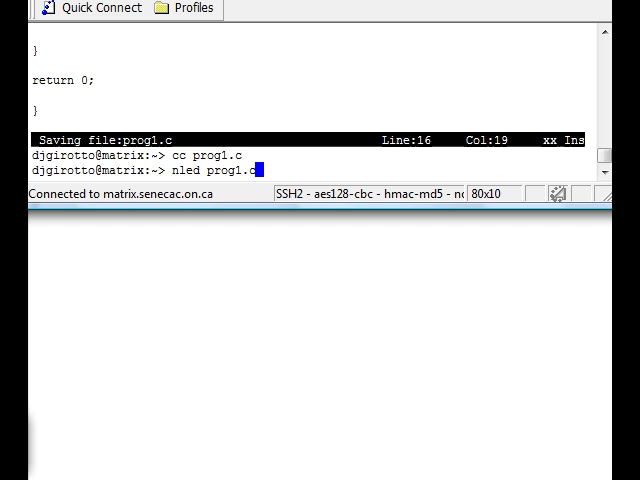 Quick Connect Profiles
}
return 0;
}
Saving file:prog1.c Line:16 Col:19 xx Ins
djgirotto@matrix:~> cc prog1.c
djgirotto@matrix:~> nled prog1.c
Connected to matrix.senecac.on.ca SSH2 - aes128-cbc - hmac-md5 - 80x10